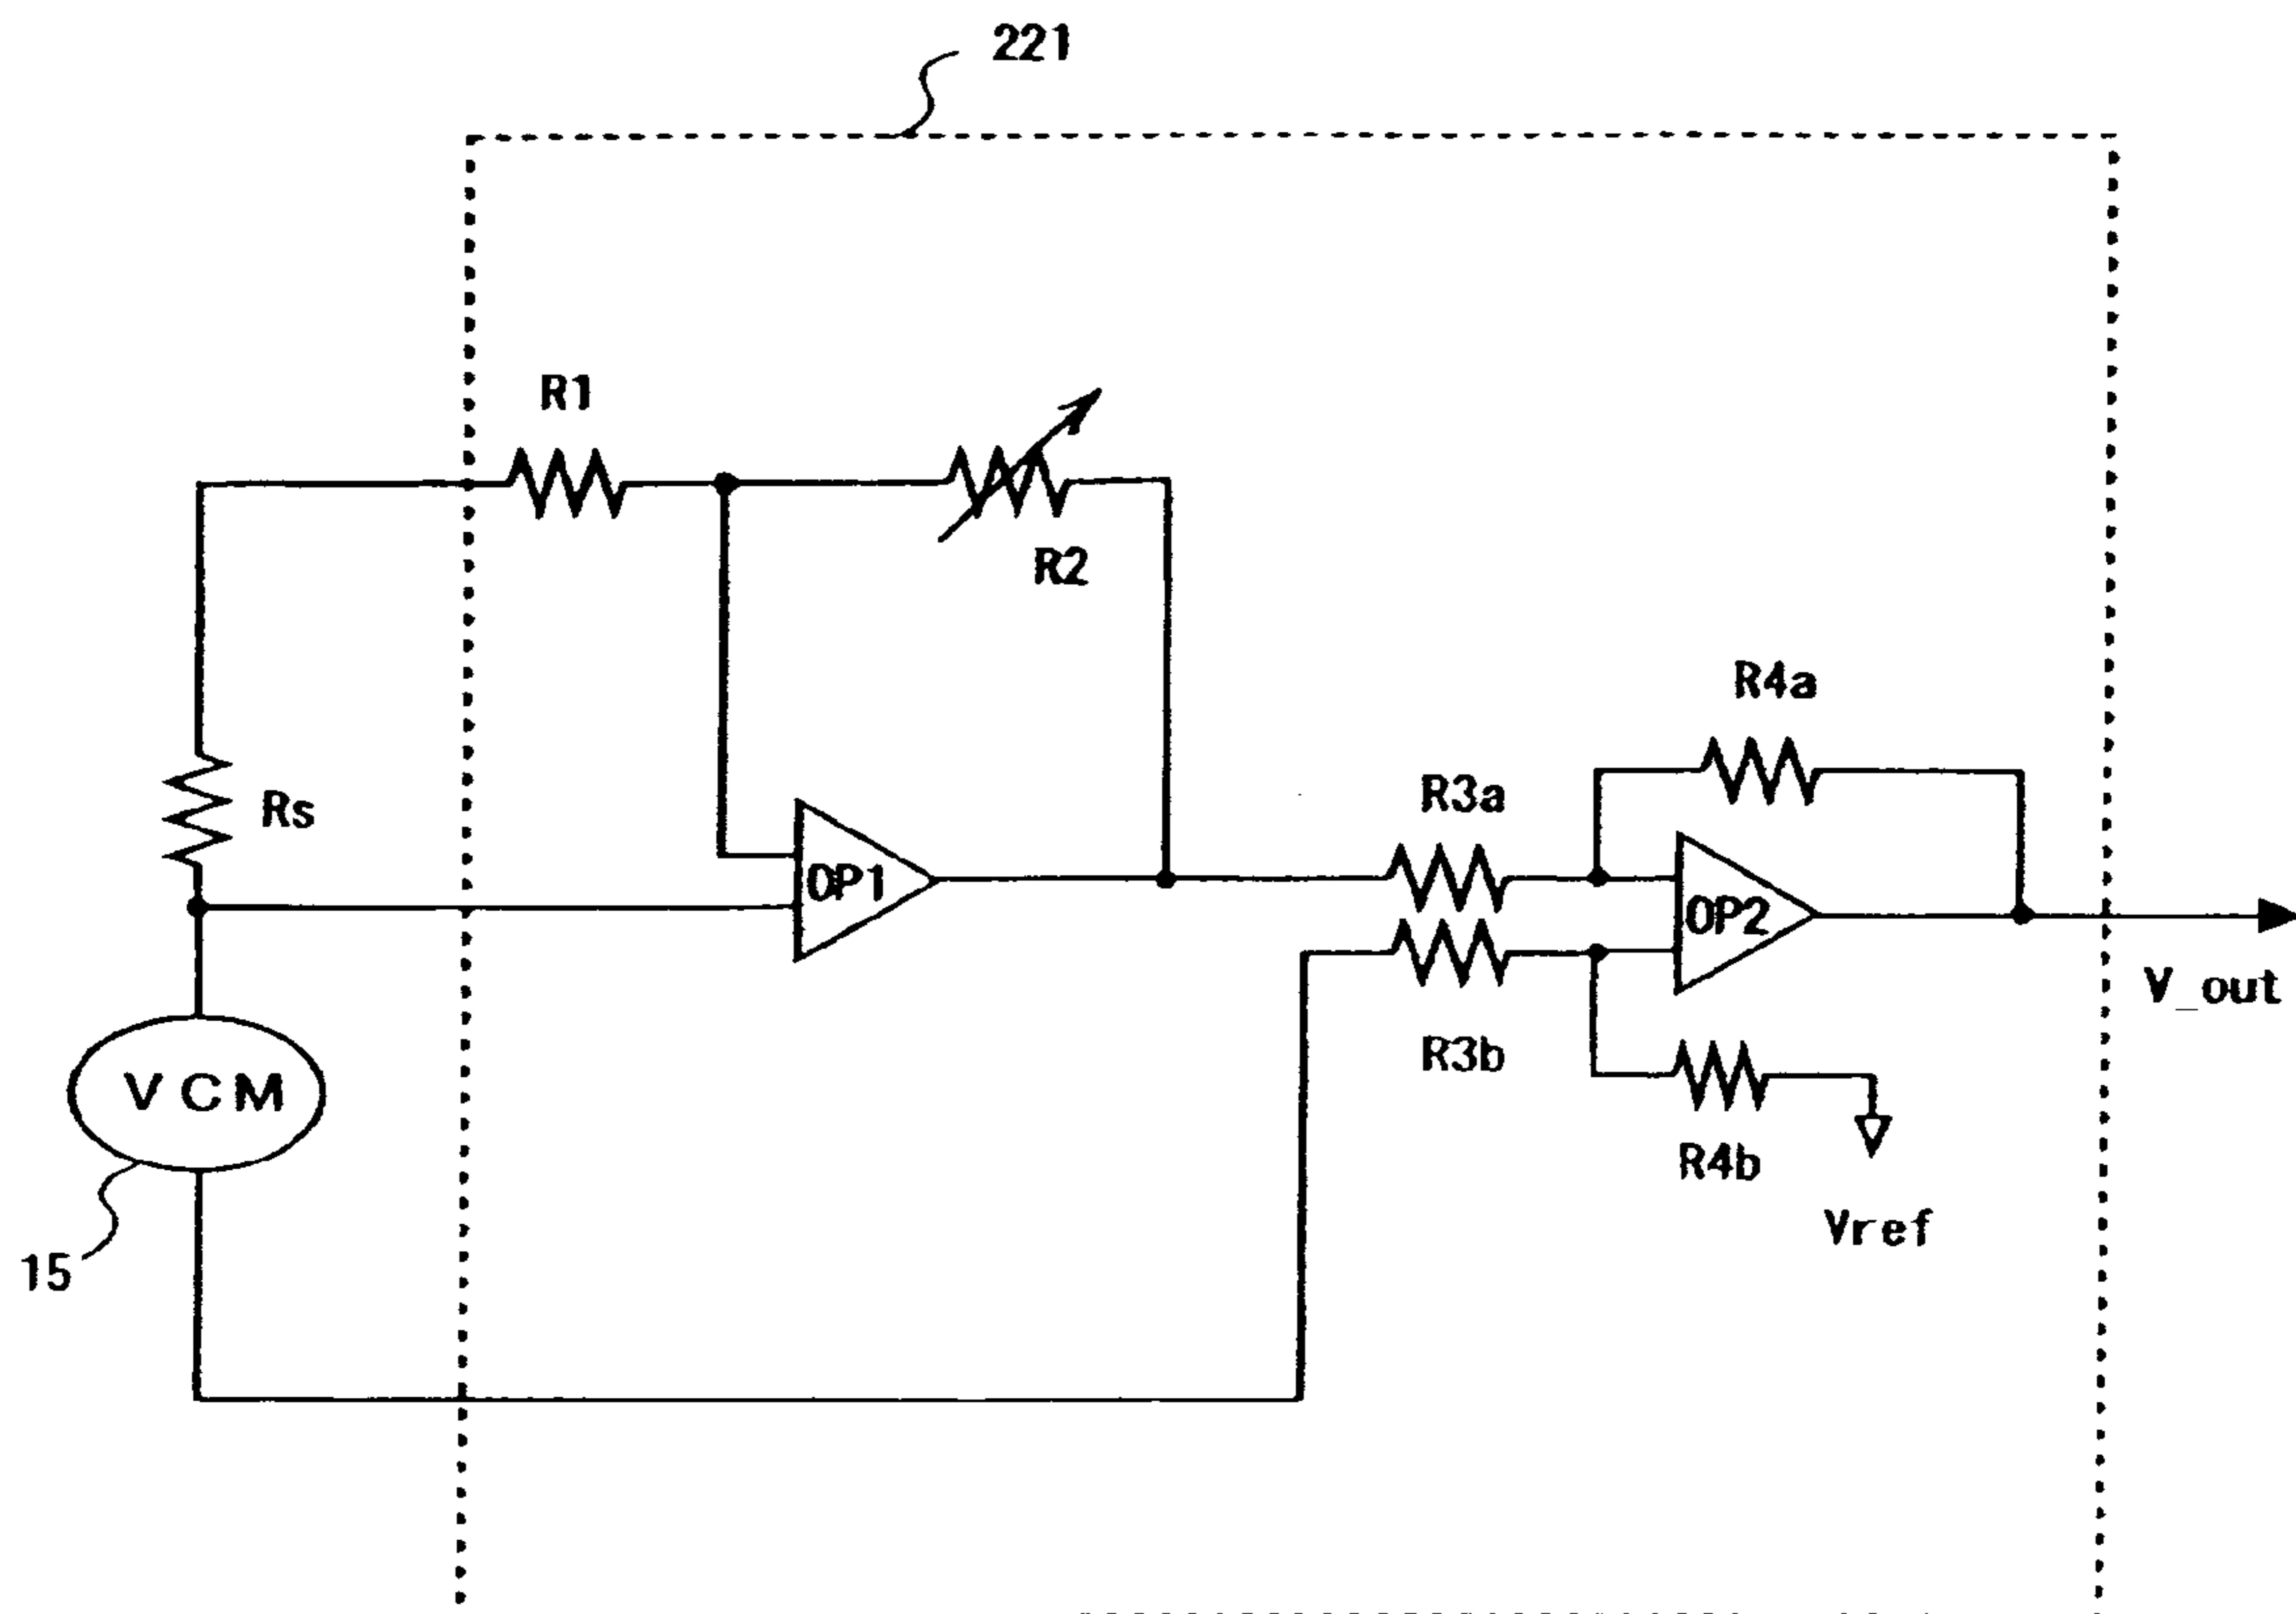 221
R1
R2
R4a
R3a
Rs
OP1
OP2
V_out
R3b
VCM
R4b
Vref
15